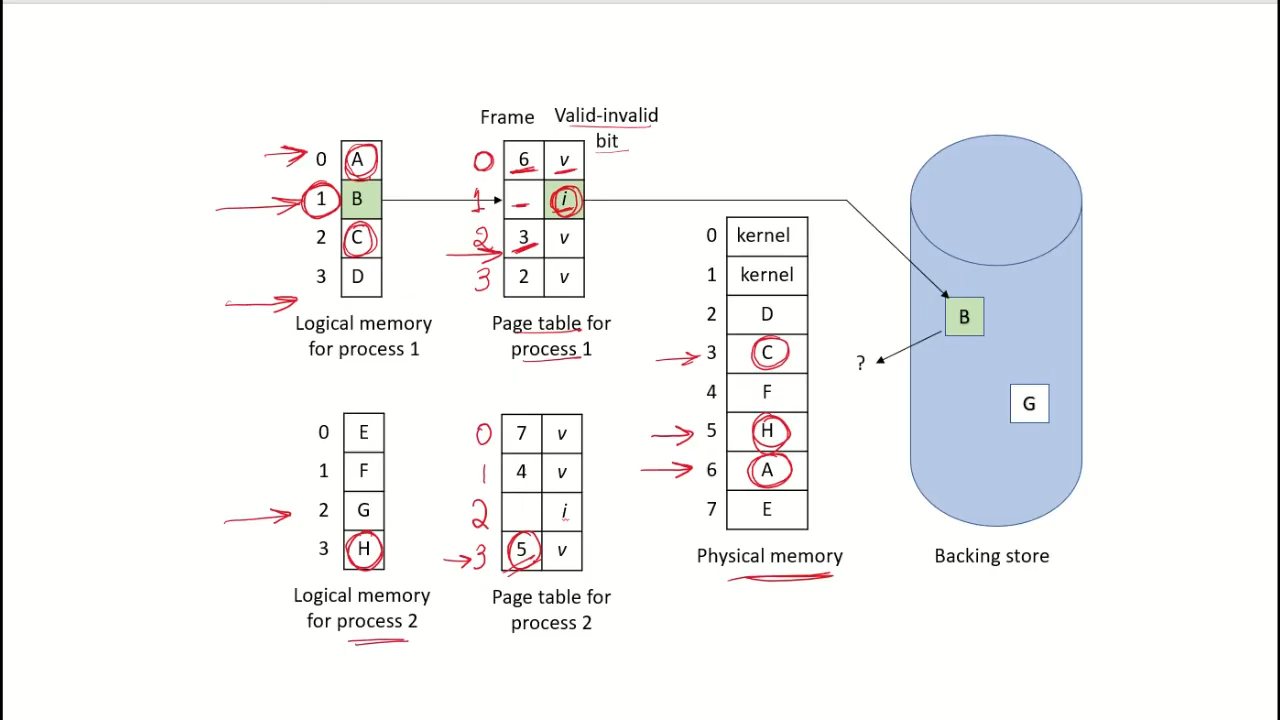 Frame Valid-invalid
bit
0 A 0 6 v
1 B 1 i
2 C 2 3 v
3 D 3 2 v
Logical memory
for process 1
Page table for
process 1
0 E 0 7 v
1 F 1 4 v
2 G 2 i
3 H 3 5 v
Logical memory
for process 2
Page table for
process 2
0 kernel
1 kernel
2 D
3 C
4 F
5 H
6 A
7 E
Physical memory
B
?
G
Backing store